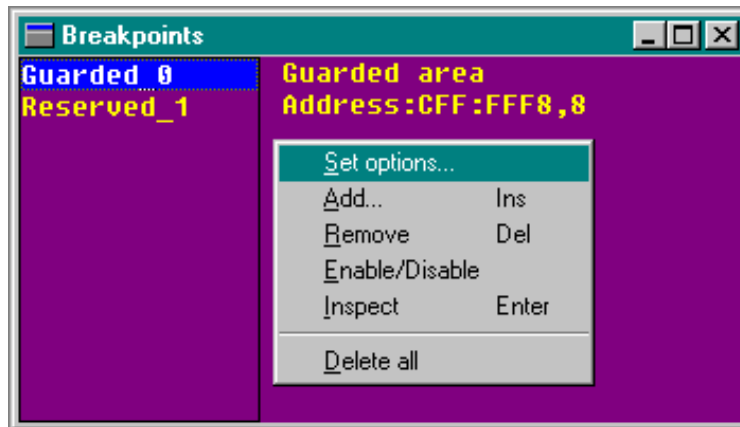 Breakpoints
Guarded_0
Reserved_1
Guarded area
Address:CFF:FFF8,8
Set options...
Add... Ins
Remove Del
Enable/Disable
Inspect Enter
Delete all